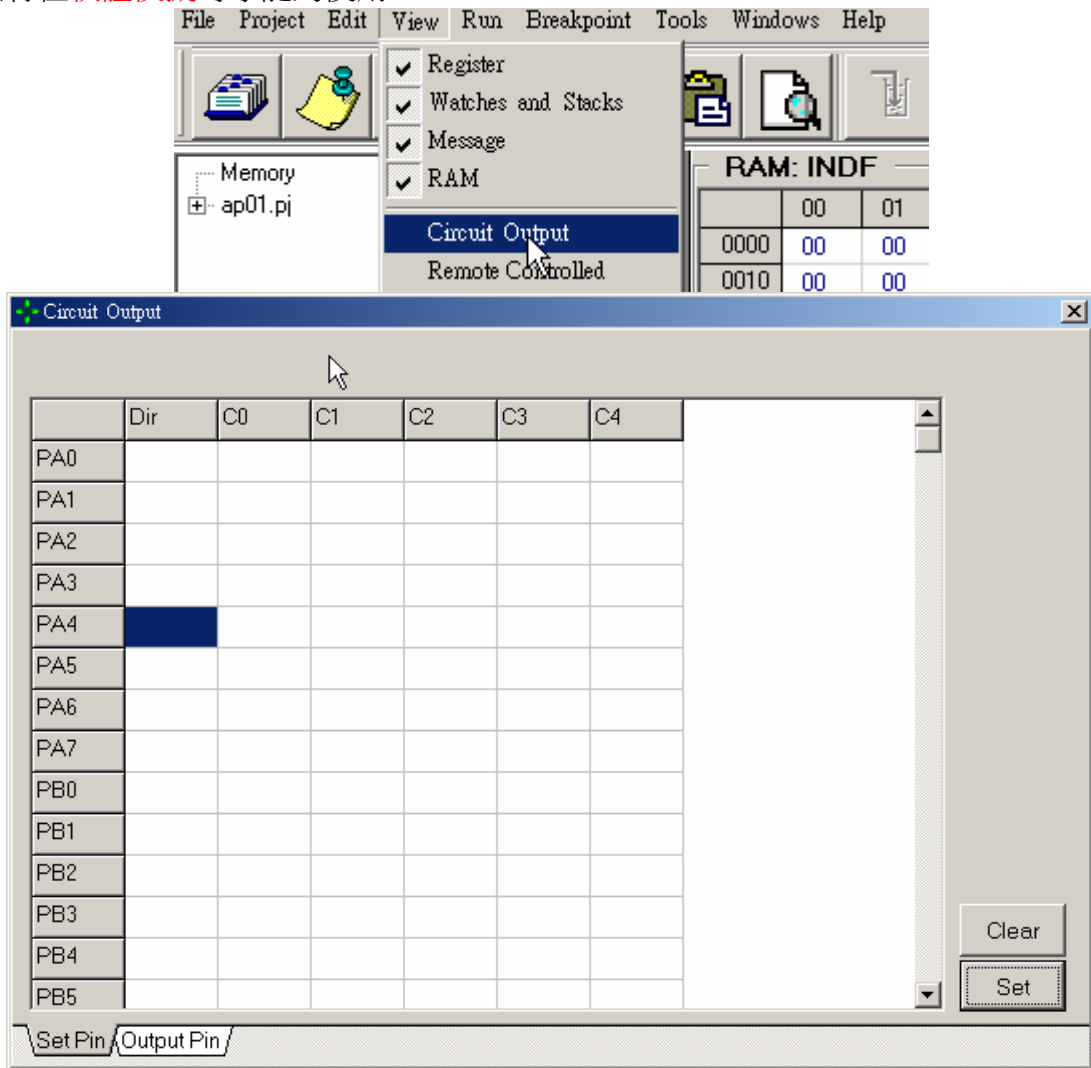 File Project Edit View Run Breakpoint Tools Windows Help
Register
Watches and Stacks
Message
RAM
Circuit Output
Remote Controlled
Memory
ap01.pj
RAM: INDF
00 01
0000 00 00
0010 00 00
Circuit Output
Dir C0 C1 C2 C3 C4
PA0
PA1
PA2
PA3
PA4
PA5
PA6
PA7
PB0
PB1
PB2
PB3
PB4
PB5
Clear
Set
Set Pin Output Pin